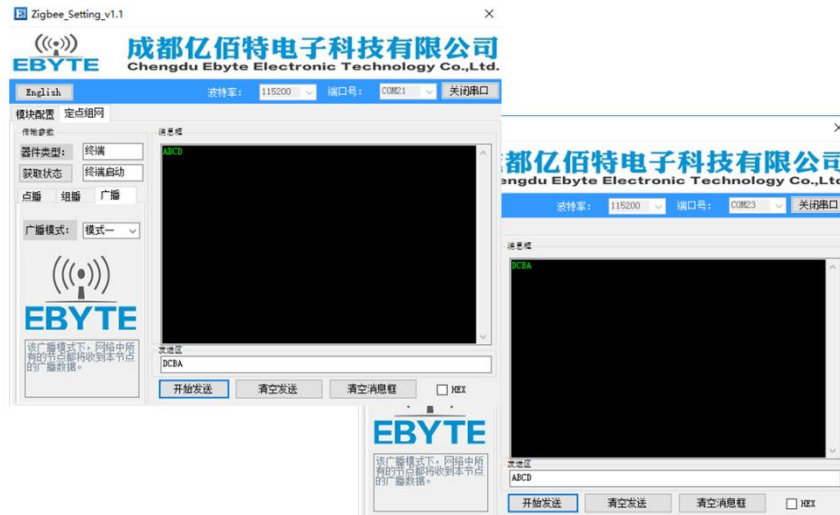 Zigbee_Setting_v1.1
EBYTE
成都亿佰特电子科技有限公司
Chengdu Ebyte Electronic Technology Co.,Ltd.
English
波特率:
115200
端口号:
COM21
关闭串口
模块配置 定点组网
传输参数
器件类型: 终端
获取状态 终端启动
点播 组播 广播
广播模式: 模式一
EBYTE
该广播模式下，网络中所
有的节点都将收到本节点
的广播数据。
消息框
ABCD
发送区
DCBA
开始发送 清空发送 清空消息框 HEX
都亿佰特电子科技有限公司
engdu Ebyte Electronic Technology Co.,Ltd
波特率: 115200 端口号: COM23 关闭串口
消息框
DCBA
EBYTE
该广播模式下，网络中所
有的节点都将收到本节点
的广播数据。
发送区
ABCD
开始发送 清空发送 清空消息框 HEX